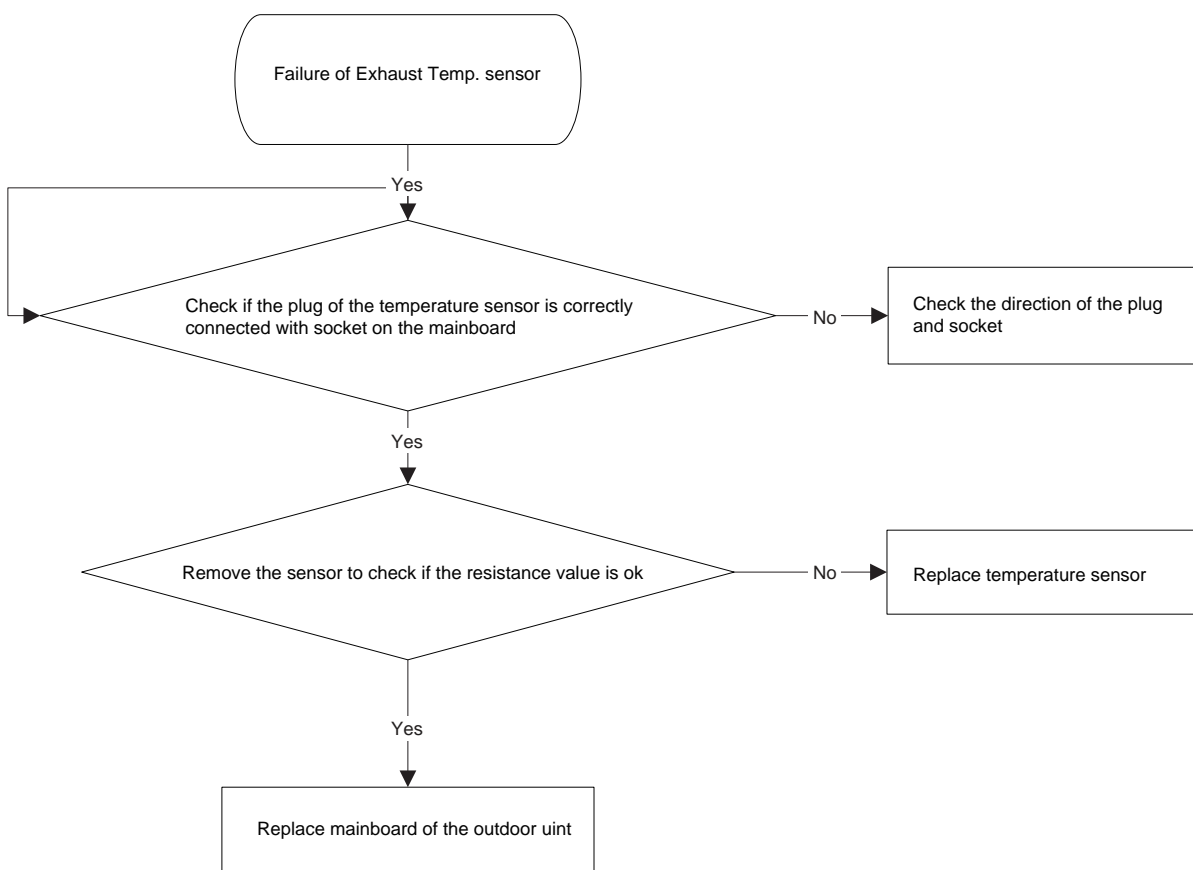 Failure of Exhaust Temp. sensor
Yes
Check if the plug of the temperature sensor is correctly
connected with socket on the mainboard
No
Check the direction of the plug
and socket
Yes
Remove the sensor to check if the resistance value is ok
No
Replace temperature sensor
Yes
Replace mainboard of the outdoor uint